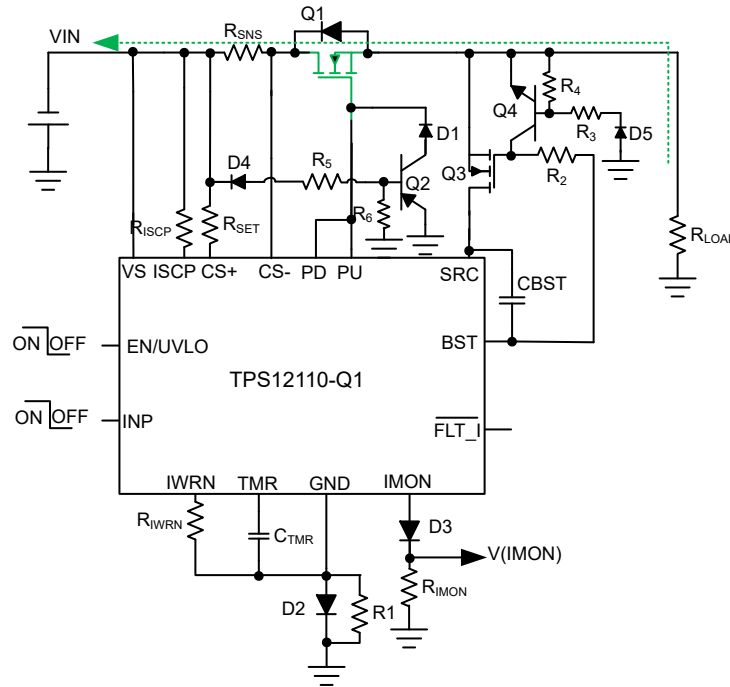 Q1
VIN
RSNS
R4
Q4
R3
D5
D1
D4
R5
Q2
Q3
R2
R6
RISCP
RSET
RLOA
VS ISCP CS+ CS- PD PU SRC
CBST
ON OFF
EN/UVLO
BST
TPS12110-Q1
ON OFF
INP
FLT_I
IWRN TMR GND IMON
RIWRN
CTMR
D3
V(IMON)
D2
R1
RIMON